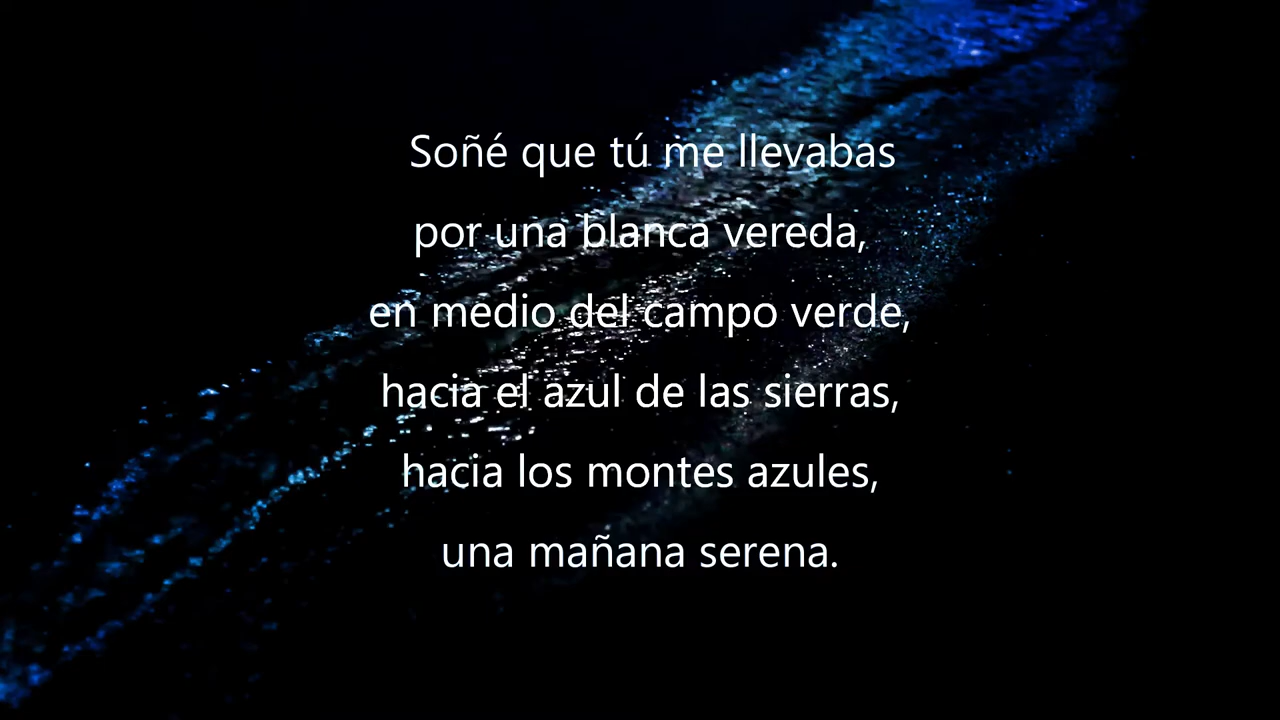 Soñé que tú me llevabas
por una blanca vereda,
en medio del campo verde,
hacia el azul de las sierras,
hacia los montes azules,
una mañana serena.